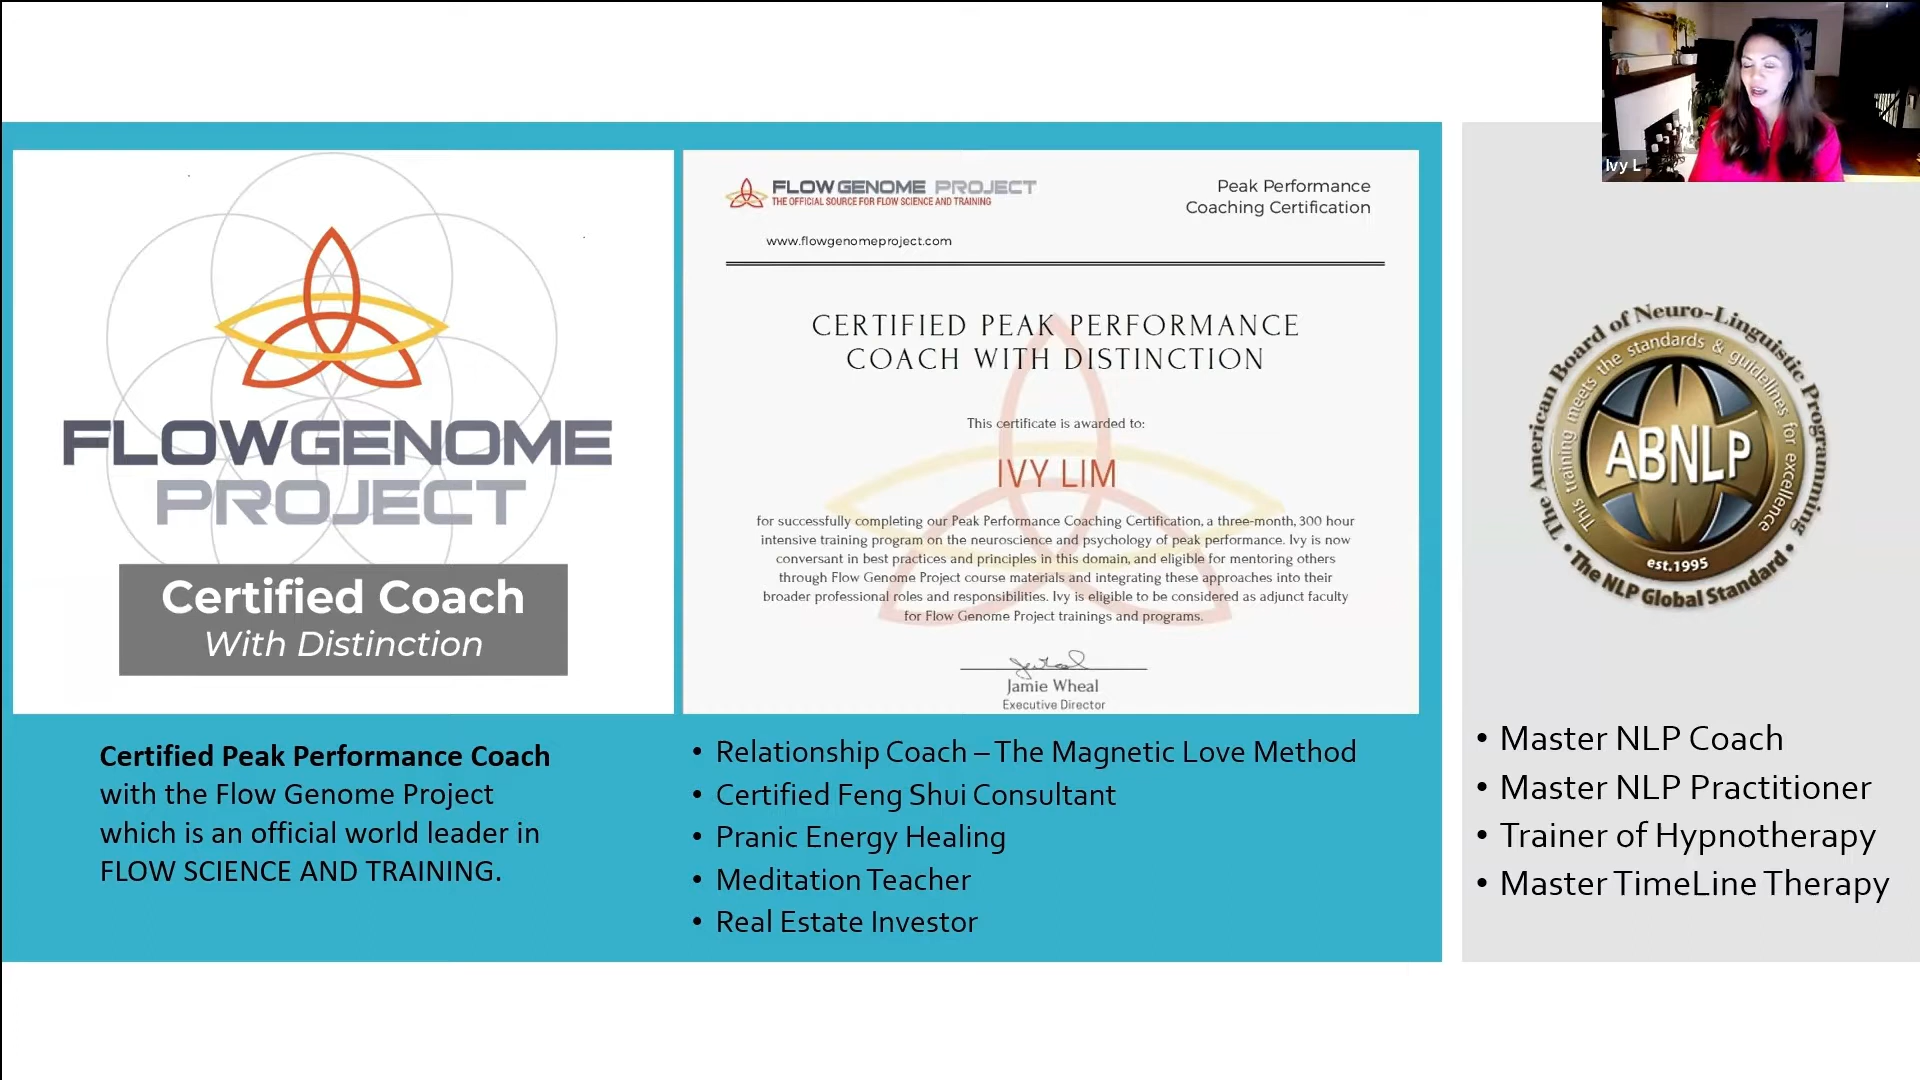 FLOWGENOME
PROJECT
Certified Coach
With Distinction
Certified Peak Performance Coach
with the Flow Genome Project
which is an official world leader in
FLOW SCIENCE AND TRAINING.
FLOW GENOME PROJECT
THE OFFICIAL SOURCE FOR FLOW SCIENCE AND TRAINING
www.flowgenomeproject.com
Peak Performance
Coaching Certification
CERTIFIED PEAK PERFORMANCE
COACH WITH DISTINCTION
This certificate is awarded to:
IVY LIM
for successfully completing our Peak Performance Coaching Certification, a three-month, 300 hour
intensive training program on the neuroscience and psychology of peak performance. Ivy is now
conversant in best practices and principles in this domain, and eligible for mentoring others
through Flow Genome Project course materials and integrating these approaches into their
broader professional roles and responsibilities. Ivy is eligible to be considered as adjunct faculty
for Flow Genome Project trainings and programs.
Jamie Wheal
Executive Director
• Relationship Coach – The Magnetic Love Method
• Certified Feng Shui Consultant
• Pranic Energy Healing
• Meditation Teacher
• Real Estate Investor
Ivy L
The American Board of Neuro-Linguistic Programming
This training meets the standards & guidelines for excellence
ABNLP
est.1995
• The NLP Global Standard •
• Master NLP Coach
• Master NLP Practitioner
• Trainer of Hypnotherapy
• Master TimeLine Therapy